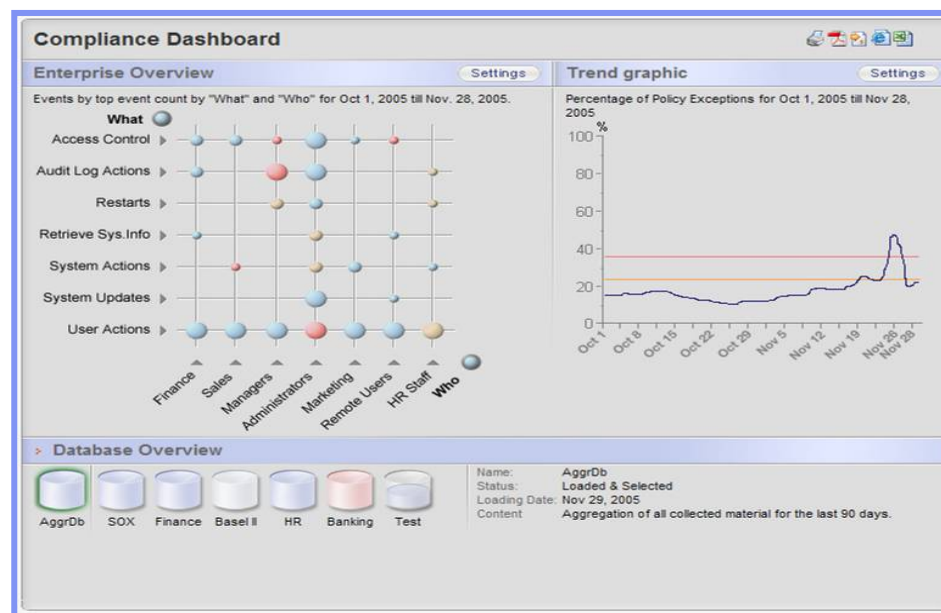 Compliance Dashboard
Enterprise Overview
Settings
Events by top event count by "What" and "Who" for Oct 1, 2005 till Nov. 28, 2005.
What
Access Control
Audit Log Actions
Restarts
Retrieve Sys.Info
System Actions
System Updates
User Actions
Finance
Sales
Managers
Administrators
Marketing
Remote Users
HR Staff
Who
Trend graphic
Settings
Percentage of Policy Exceptions for Oct 1, 2005 till Nov 28,
2005
%
100
80
60
40
20
0
Oct 1
Oct 8
Oct 15
Oct 22
Oct 29
Nov 5
Nov 12
Nov 19
Nov 26
Nov 28
Database Overview
AggrDb
SOX
Finance
Basel II
HR
Banking
Test
Name: AggrDb
Status: Loaded & Selected
Loading Date: Nov 29, 2005
Content Aggregation of all collected material for the last 90 days.